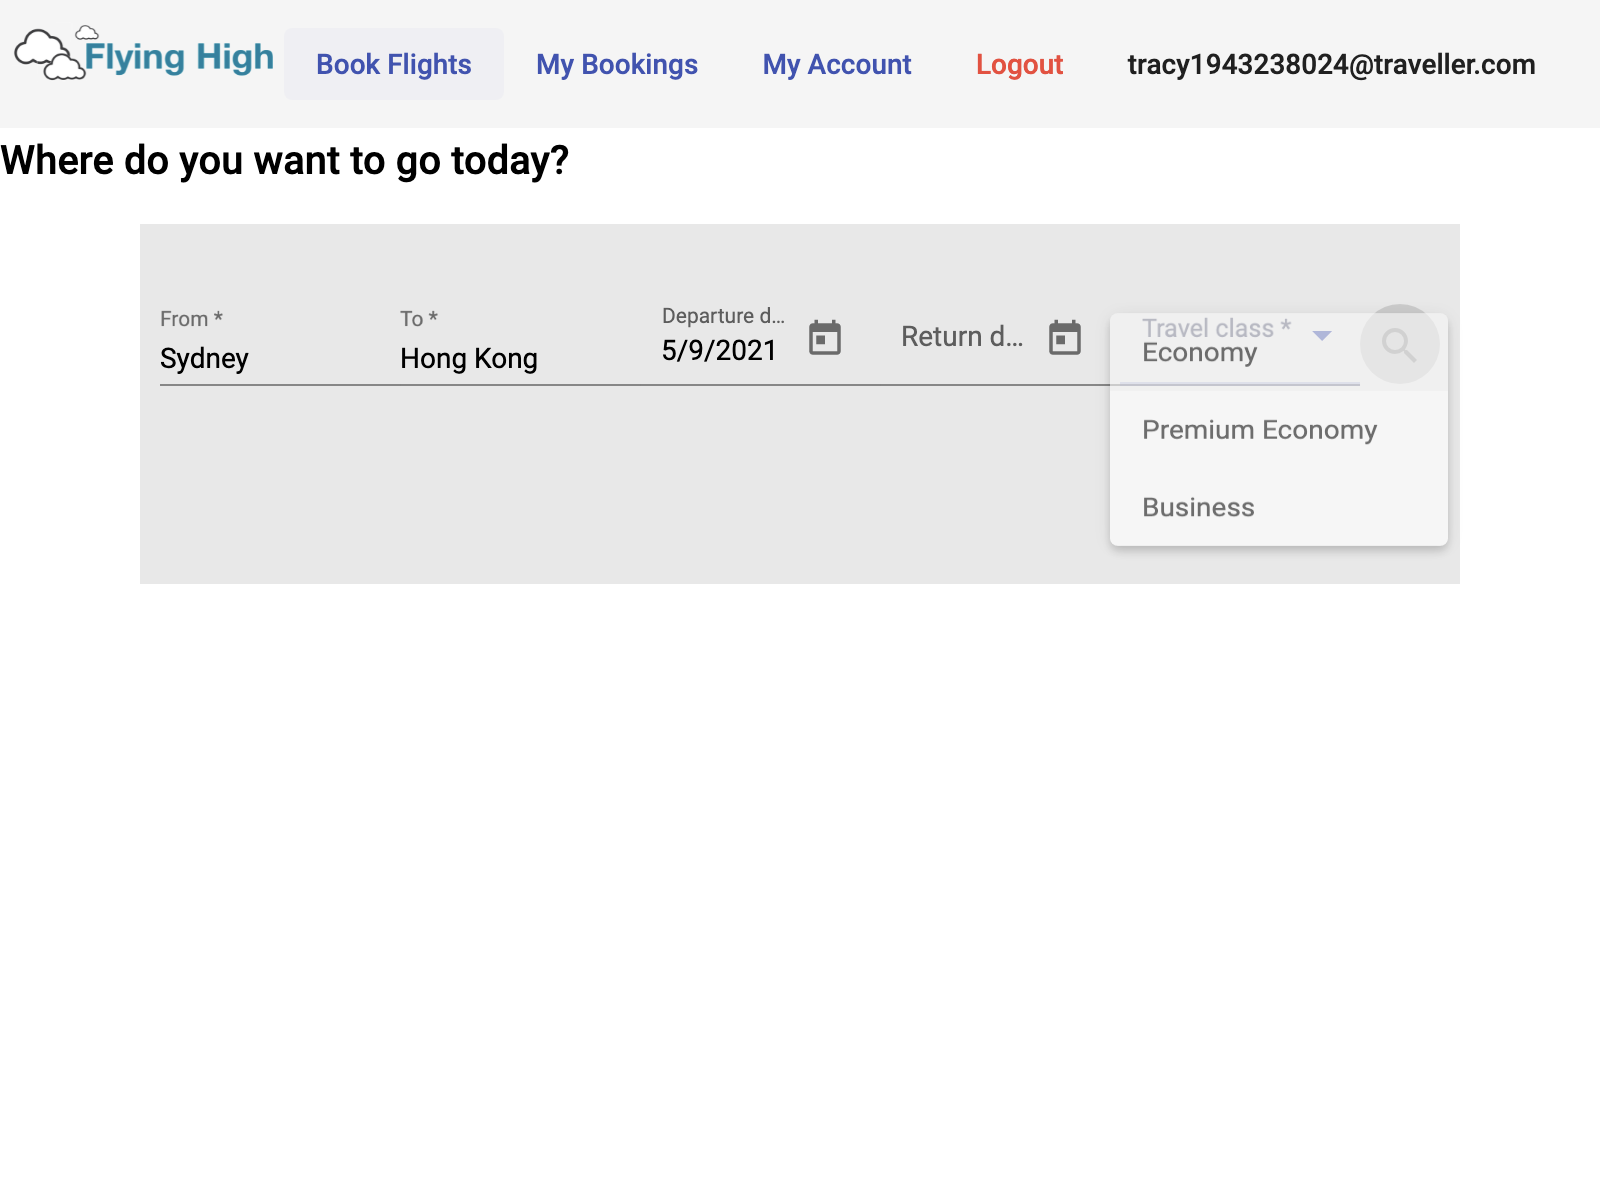 Flying High
Book Flights My Bookings My Account Logout tracy1943238024@traveller.com
Where do you want to go today?
From * To * Departure d... Return d... Travel class *
Sydney Hong Kong 5/9/2021 Economy
Premium Economy
Business